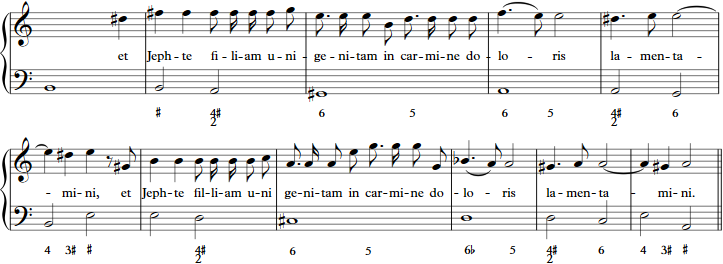 et Jeph-te fi-li-am u-ni-ge-ni-tam in car-mi-ne do-lo-ris la-men-ta-
# 4# 2 6 5 6 5 4# 2 6
-mi-ni, et Jeph-te fil-li-am u-ni ge-ni-tam in car-mi-ne do-lo-ris la-men-ta-mi-ni.
4 3# # 4# 2 6 5 6b 5 4# 2 6 4 3# #